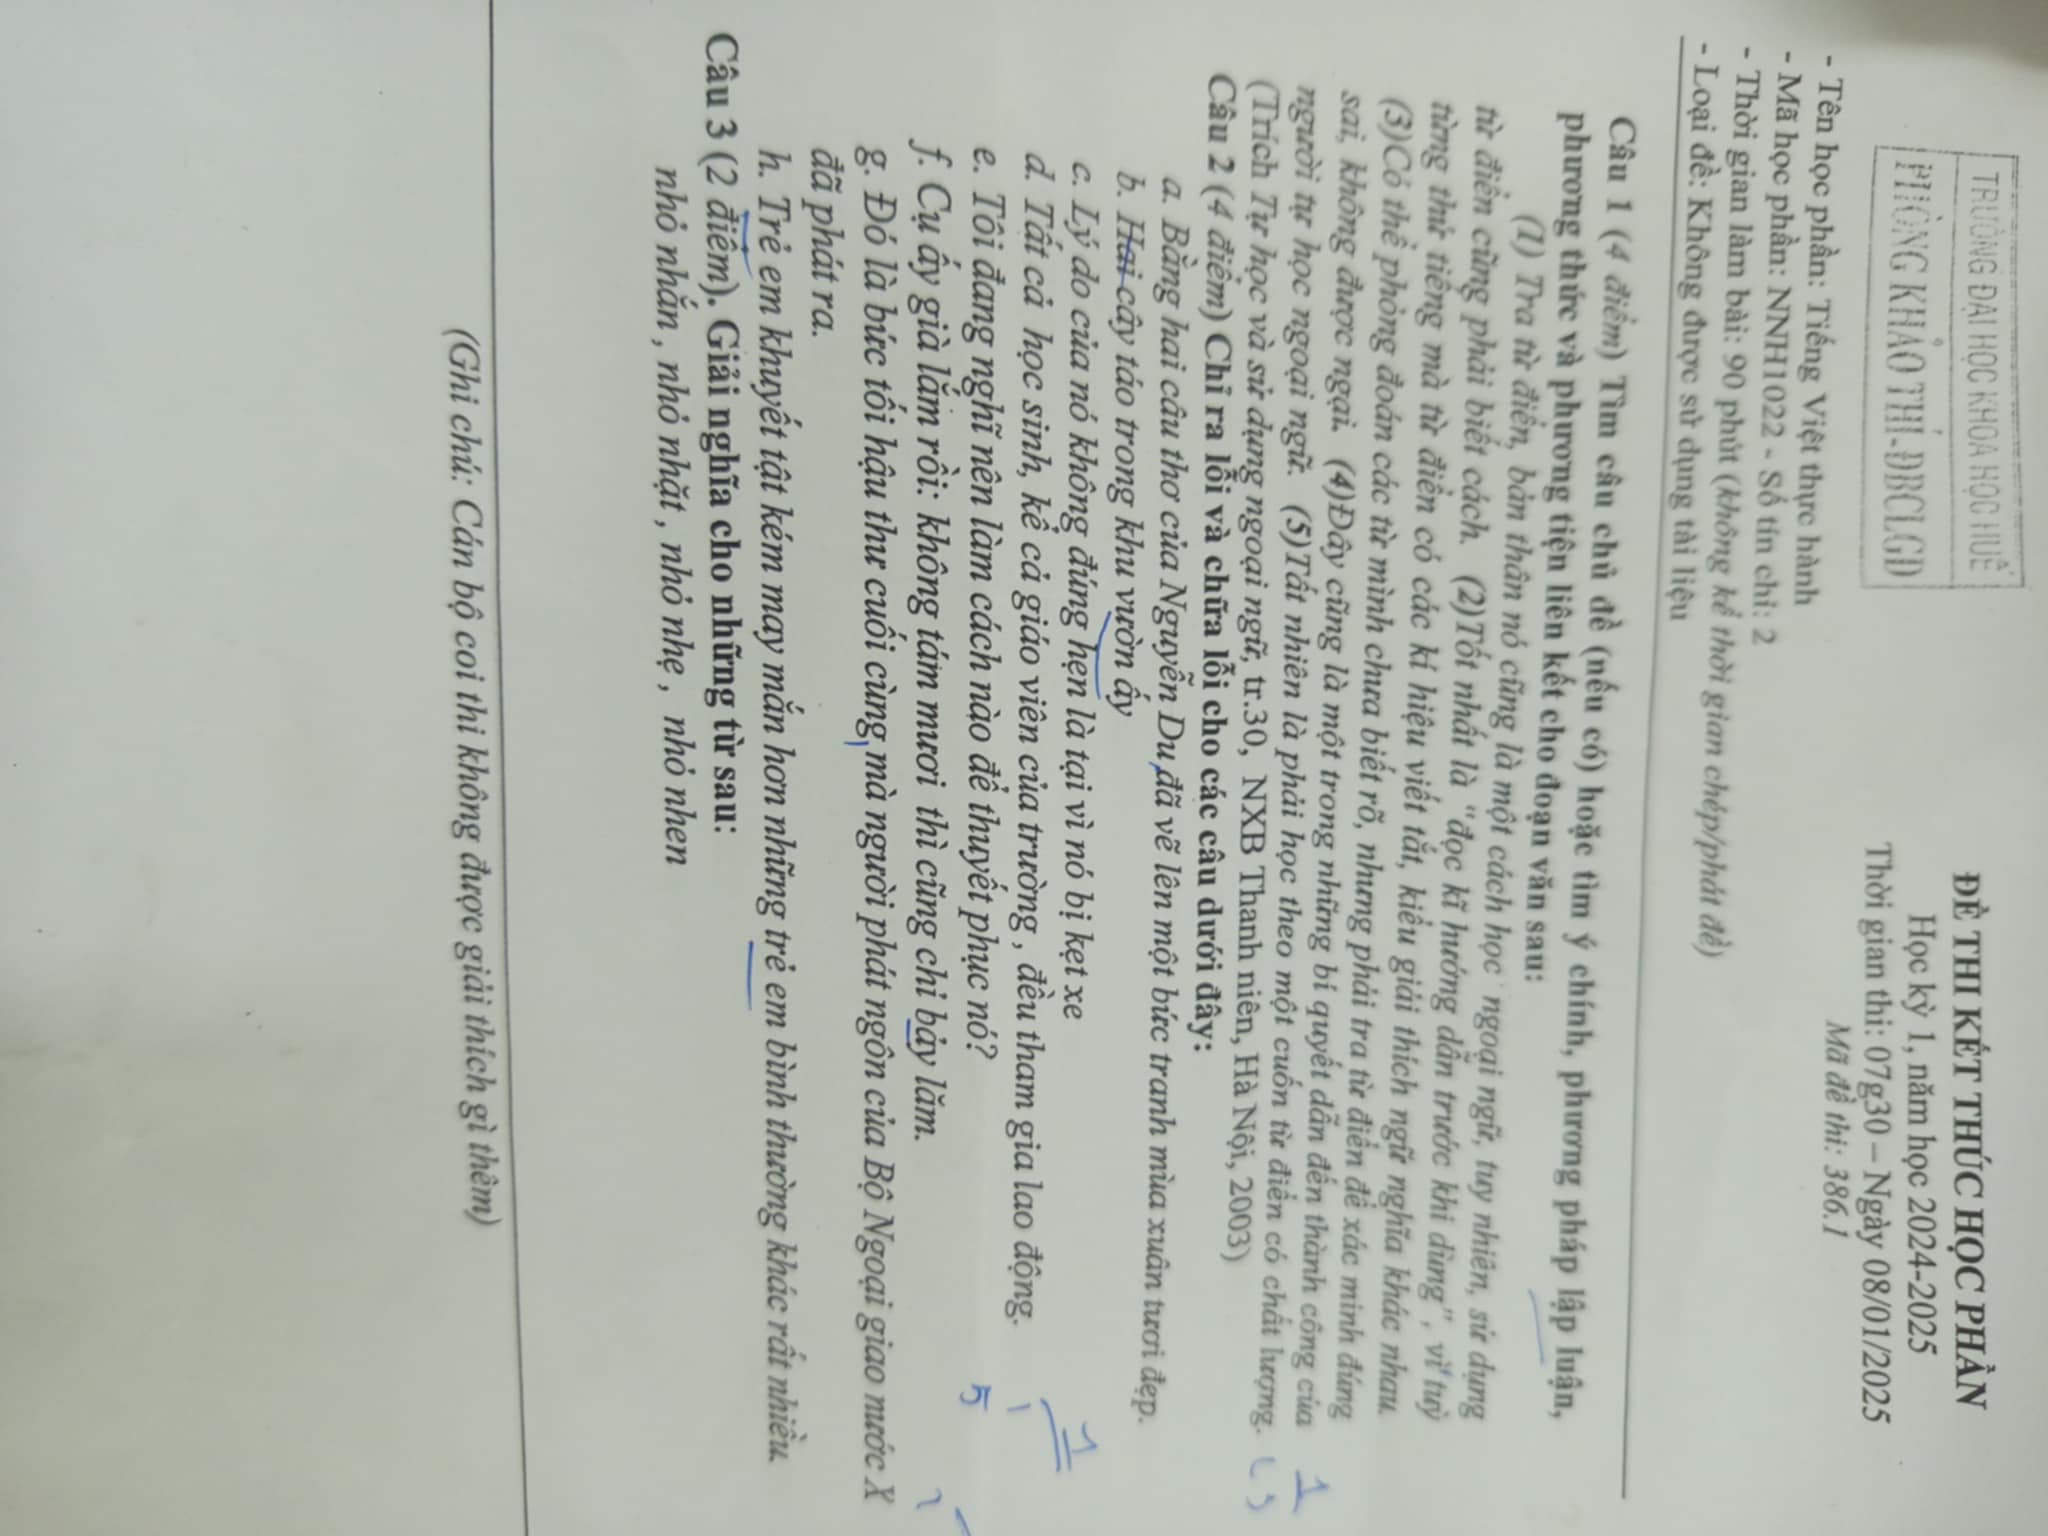 TRƯỜNG ĐẠI HỌC KHOA HỌC HUẾ
PHÒNG KHẢO THÍ-ĐBCLGD
ĐỀ THI KẾT THÚC HỌC PHẦN
Học kỳ 1, năm học 2024-2025
Thời gian thi: 07g30 – Ngày 08/01/2025
Mã đề thi: 386.1
- Tên học phần: Tiếng Việt thực hành
- Mã học phần: NNH1022 - Số tín chỉ: 2
- Thời gian làm bài: 90 phút (không kể thời gian chép/phát đề)
- Loại đề: Không được sử dụng tài liệu
Câu 1 (4 điểm) Tìm câu chủ đề (nếu có) hoặc tìm ý chính, phương pháp lập luận,
phương thức và phương tiện liên kết cho đoạn văn sau:
(1) Tra từ điển, bản thân nó cũng là một cách học ngoại ngữ, tuy nhiên, sử dụng
từ điển cũng phải biết cách. (2)Tốt nhất là "đọc kĩ hướng dẫn trước khi dùng", vì tuỳ
từng thứ tiếng mà từ điển có các kí hiệu viết tắt, kiểu giải thích ngữ nghĩa khác nhau.
(3)Có thể phỏng đoán các từ mình chưa biết rõ, nhưng phải tra từ điển để xác minh đúng
sai, không được ngại. (4)Đây cũng là một trong những bí quyết dẫn đến thành công của
người tự học ngoại ngữ. (5)Tất nhiên là phải học theo một cuốn từ điển có chất lượng.
(Trích Tự học và sử dụng ngoại ngữ, tr.30, NXB Thanh niên, Hà Nội, 2003)
Câu 2 (4 điểm) Chỉ ra lỗi và chữa lỗi cho các câu dưới đây:
a. Bằng hai câu thơ của Nguyễn Du đã vẽ lên một bức tranh mùa xuân tươi đẹp.
b. Hai cây táo trong khu vườn ấy
c. Lý do của nó không đúng hẹn là tại vì nó bị kẹt xe
d. Tất cả học sinh, kể cả giáo viên của trường , đều tham gia lao động.
e. Tôi đang nghĩ nên làm cách nào để thuyết phục nó?
f. Cụ ấy già lắm rồi: không tám mươi thì cũng chỉ bảy lăm.
g. Đó là bức tối hậu thư cuối cùng mà người phát ngôn của Bộ Ngoại giao nước X
đã phát ra.
h. Trẻ em khuyết tật kém may mắn hơn những trẻ em bình thường khác rất nhiều.
Câu 3 (2 điểm). Giải nghĩa cho những từ sau:
nhỏ nhắn , nhỏ nhặt , nhỏ nhẹ , nhỏ nhen
(Ghi chú: Cán bộ coi thi không được giải thích gì thêm)